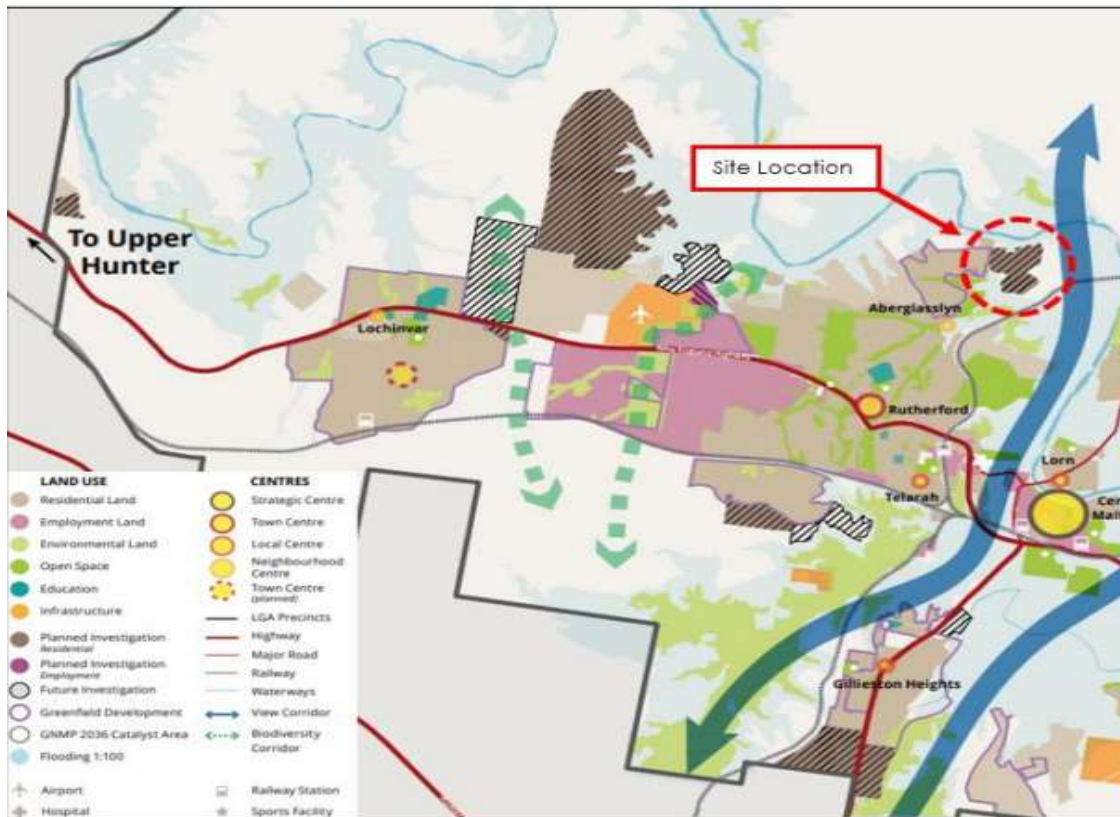 Site Location
To Upper
Hunter
Lochinvar
Aberglasslyn
Rutherford
Lorn
Telarah
Gillieston Heights
LAND USE
Residential Land
Employment Land
Environmental Land
Open Space
Education
Infrastructure
Planned Investigation
Residential
Planned Investigation
Employment
Future Investigation
Greenfield Development
GNMP 2036 Catalyst Area
Flooding 1:100
Airport
Hospital
CENTRES
Strategic Centre
Town Centre
Local Centre
Neighbourhood
Centre
Town Centre
(planned)
LGA Precincts
Highway
Major Road
Railway
Waterways
View Corridor
Biodiversity
Corridor
Railway Station
Sports Facility